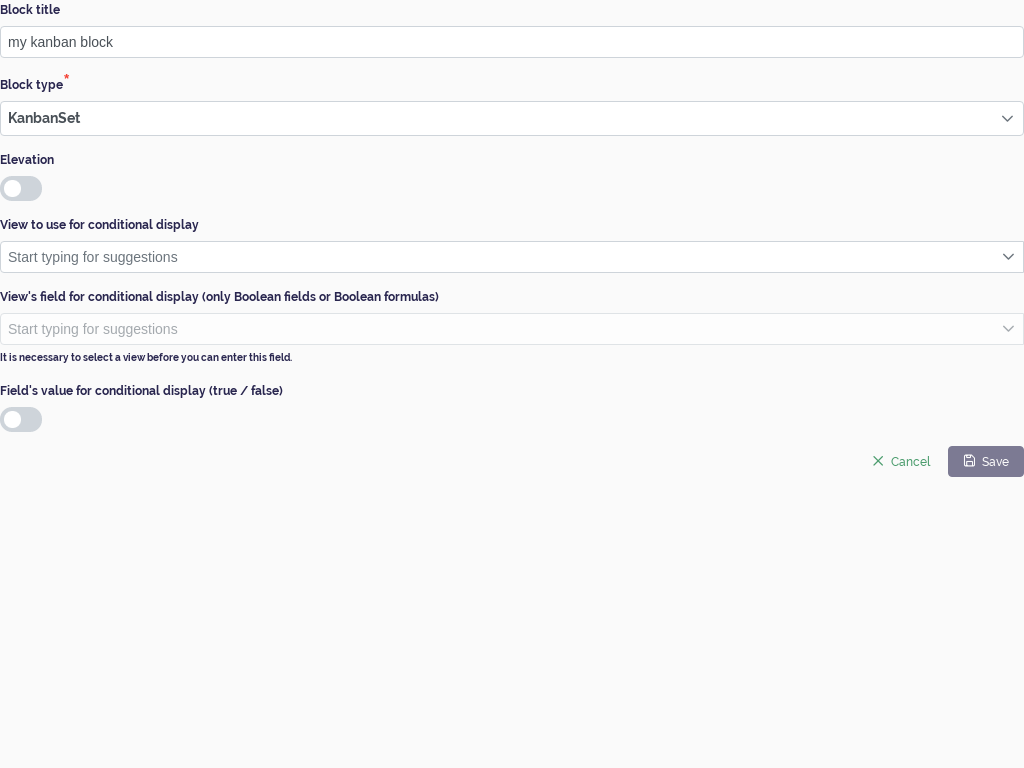 Block title
my kanban block
Block type*
KanbanSet
Elevation
View to use for conditional display
Start typing for suggestions
View's field for conditional display (only Boolean fields or Boolean formulas)
Start typing for suggestions
It is necessary to select a view before you can enter this field.
Field's value for conditional display (true / false)
Cancel Save